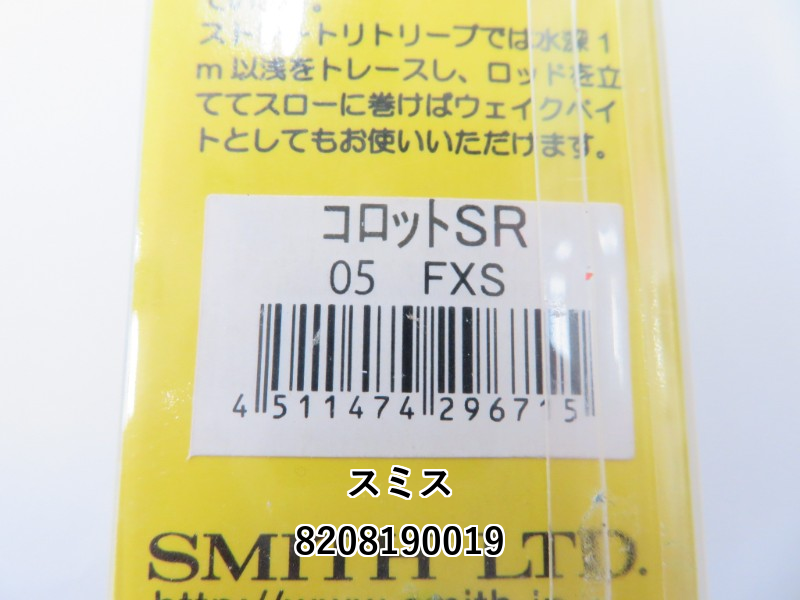 ストレートリトリーブでは水深1
m以浅をトレースし、ロッドを立
ててスローに巻けばウェイクベイ
トとしてもお使いいただけます。
コロットSR
05 FXS
4 511474 296715
スミス
8208190019
SMITH LTD.